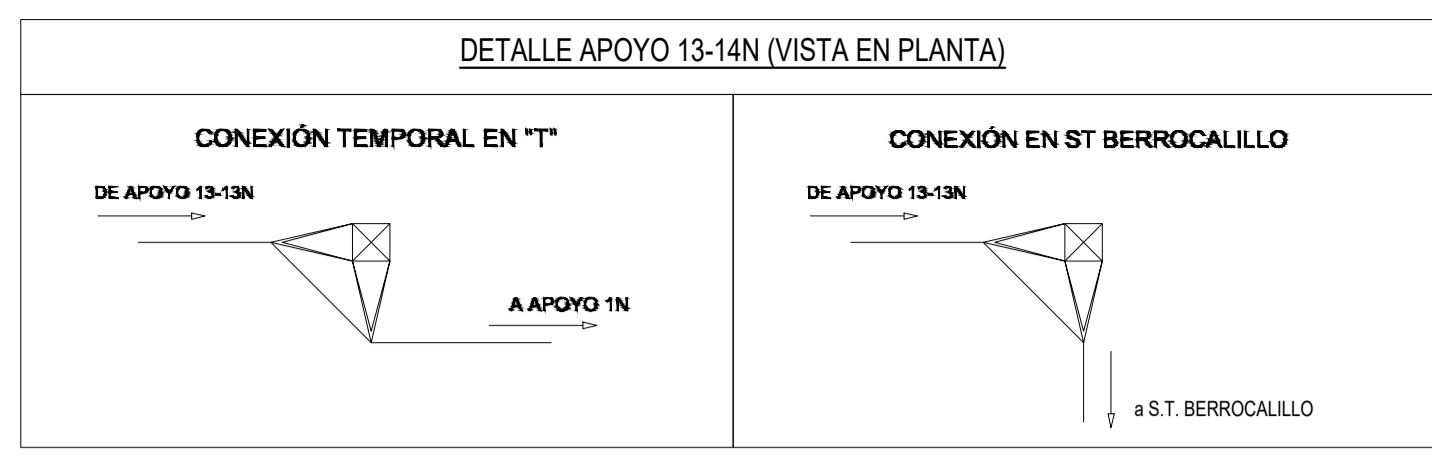 DETALLE APOYO 13-14N (VISTA EN PLANTA)
CONEXIÓN TEMPORAL EN "T"
DE APOYO 13-13N
A APOYO 1N
CONEXIÓN EN ST BERROCALILLO
DE APOYO 13-13N
a S.T. BERROCALILLO